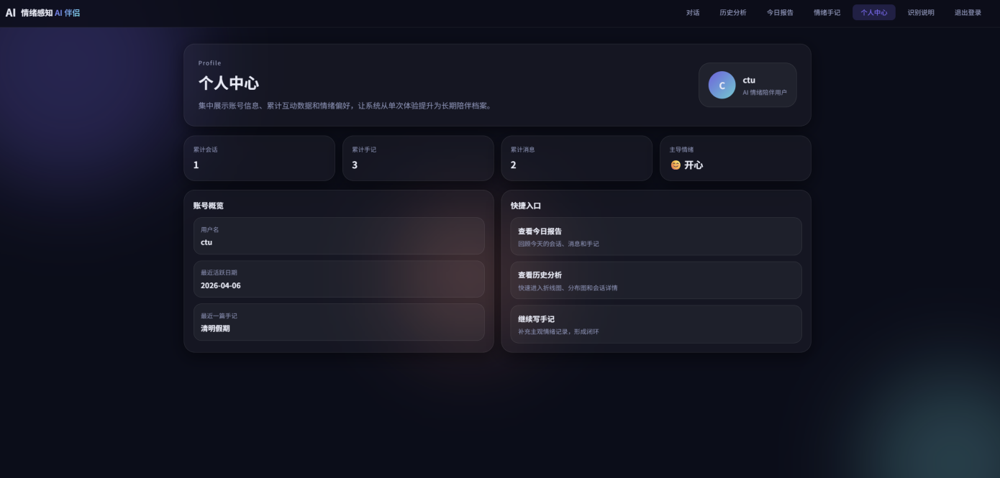 AI 情绪感知 AI 伴侣
对话 历史分析 今日报告 情绪手记 个人中心 识别说明 退出登录
Profile
个人中心
集中展示账号信息、累计互动数据和情绪偏好，让系统从单次体验提升为长期陪伴档案。
C
ctu
AI 情绪陪伴用户
累计会话
1
累计手记
3
累计消息
2
主导情绪
😊 开心
账号概览
用户名
ctu
最近活跃日期
2026-04-06
最近一篇手记
清明假期
快捷入口
查看今日报告
回顾今天的会话、消息和手记
查看历史分析
快速进入折线图、分布图和会话详情
继续写手记
补充主观情绪记录，形成闭环